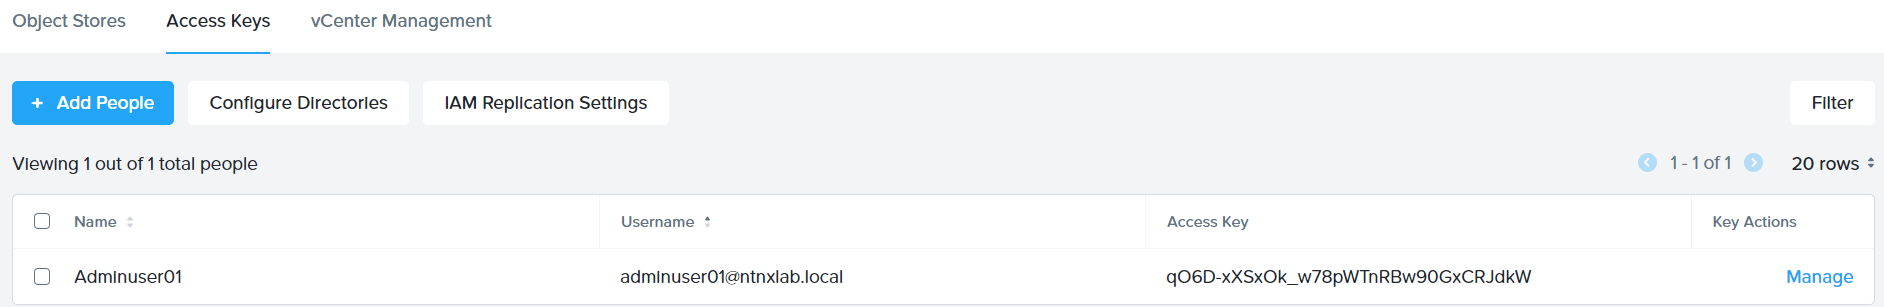 Object Stores Access Keys vCenter Management
+ Add People Configure Directories IAM Replication Settings Filter
Viewing 1 out of 1 total people 1 - 1 of 1 20 rows
Name Username Access Key Key Actions
Adminuser01 adminuser01@ntnxlab.local qO6D-xXSxOk_w78pWTnRBw90GxCRJdkW Manage